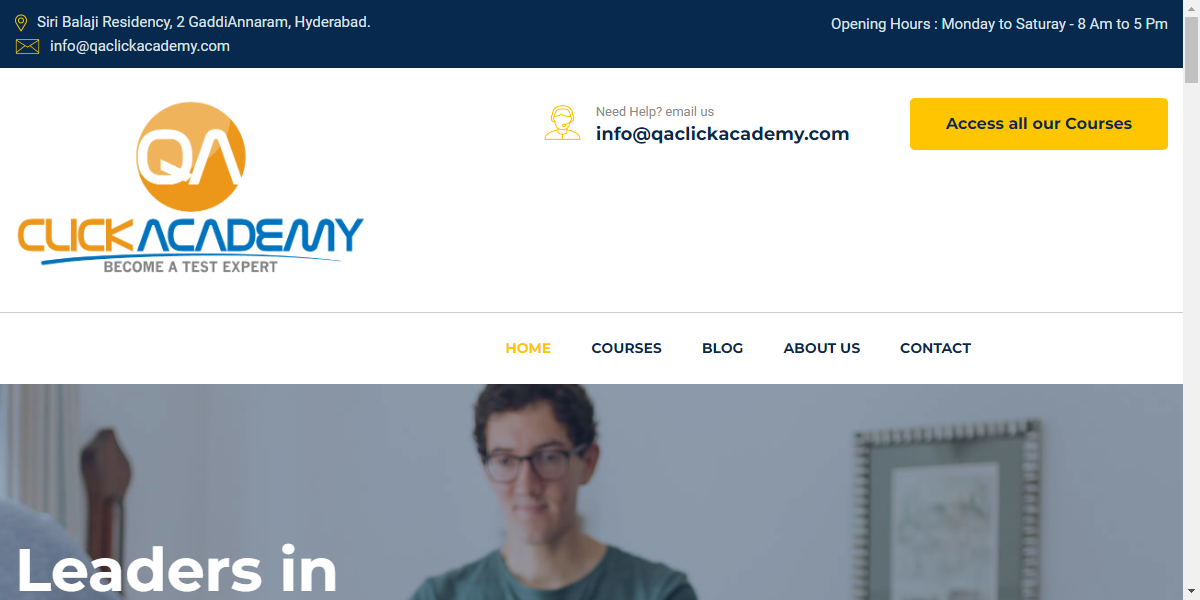 Siri Balaji Residency, 2 GaddiAnnaram, Hyderabad.
info@qaclickacademy.com
Opening Hours : Monday to Saturay - 8 Am to 5 Pm
QA
CLICKACADEMY
BECOME A TEST EXPERT
Need Help? email us
info@qaclickacademy.com
Access all our Courses
HOME COURSES BLOG ABOUT US CONTACT
Leaders in